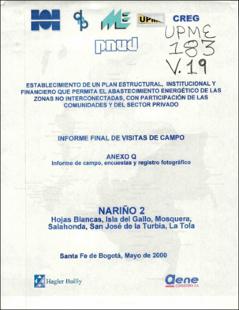 UPME
CREG
pnud
UPME
183
V.19
ESTABLECIMIENTO DE UN PLAN ESTRUCTURAL, INSTITUCIONAL Y
FINANCIERO QUE PERMITA EL ABASTECIMIENTO ENERGÉTICO DE LAS
ZONAS NO INTERCONECTADAS, CON PARTICIPACIÓN DE LAS
COMUNIDADES Y DEL SECTOR PRIVADO
INFORME FINAL DE VISITAS DE CAMPO
ANEXO Q
Informe de campo, encuestas y registro fotográfico
NARIÑO 2
Hojas Blancas, Isla del Gallo, Mosquera,
Salahonda, San José de la Turbia, La Tola
Santa Fe de Bogotá, Mayo de 2000
Hagler Bailly
Aene